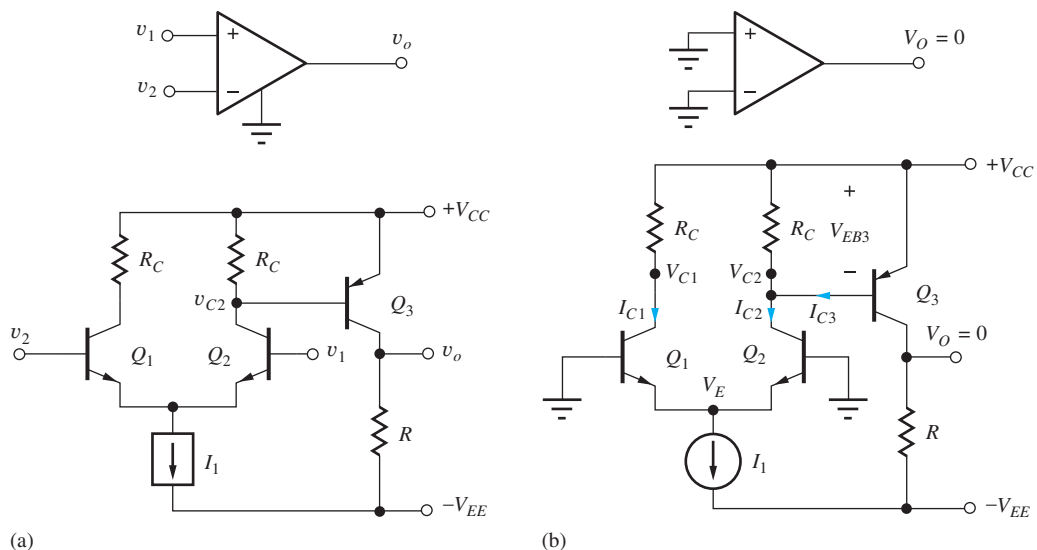 v1 + vo
v2 −
+ VO = 0
−
+VCC
RC RC
vC2
Q3
v2 Q1 Q2 v1 vo
R
I1
−VEE
(a)
+VCC
+
RC RC VEB3
VC1 VC2 −
Q3
IC1 IC2 IC3
VO = 0
Q1 Q2
VE
R
I1
−VEE
(b)